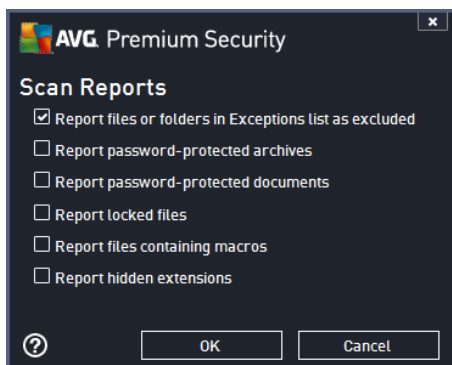 AVG. Premium Security
Scan Reports
Report files or folders in Exceptions list as excluded
Report password-protected archives
Report password-protected documents
Report locked files
Report files containing macros
Report hidden extensions
OK
Cancel